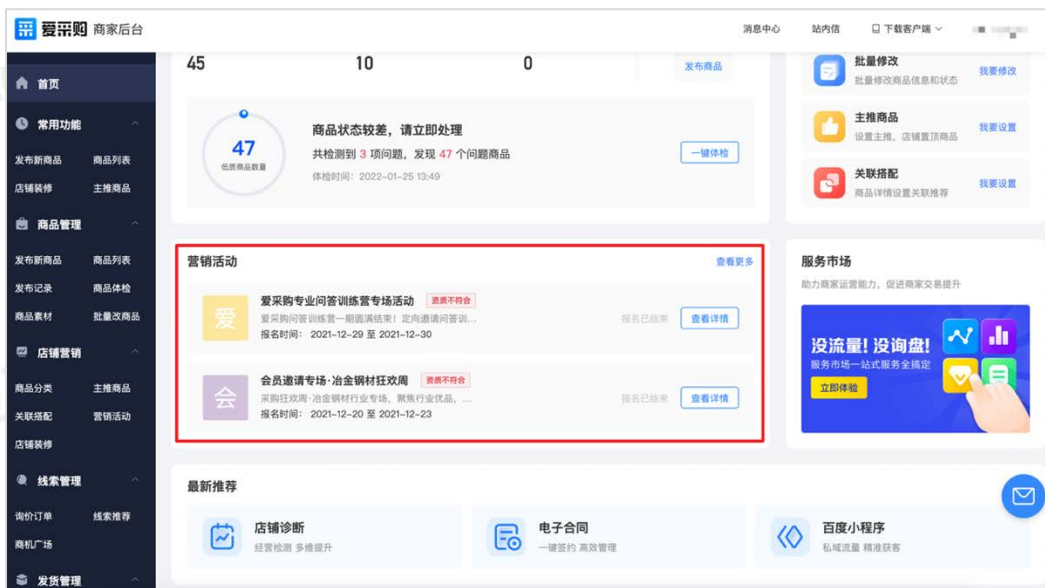 爱采购 商家后台
消息中心 站内信 下载客户端
首页
常用功能
发布新商品 商品列表
店铺装修 主推商品
商品管理
发布新商品 商品列表
发布记录 商品体检
商品素材 批量改商品
店铺营销
商品分类 主推商品
关联搭配 营销活动
店铺装修
线索管理
询价订单 线索推荐
商机广场
发货管理
45 10 0 发布商品
47
低质商品数量
商品状态较差，请立即处理
共检测到 3 项问题，发现 47 个问题商品
体检时间：2022-01-25 13:49
一键体检
批量修改
批量修改商品信息和状态
我要修改
主推商品
设置主推，店铺置顶商品
我要设置
关联搭配
商品详情设置关联推荐
我要设置
营销活动 查看更多
爱
爱采购专业问答训练营专场活动 资质不符合
爱采购问答训练营一期圆满结束！定向邀请问答训...
报名时间： 2021-12-29 至 2021-12-30
报名已结束 查看详情
会
会员邀请专场·冶金钢材狂欢周 资质不符合
采购狂欢周·冶金钢材行业专场，聚焦行业优品，...
报名时间： 2021-12-20 至 2021-12-23
报名已结束 查看详情
服务市场
助力商家运营能力，促进商家交易提升
没流量！没询盘！
服务市场一站式服务全搞定
立即体验
最新推荐
店铺诊断
经营检测 多维提升
电子合同
一键签约 高效管理
百度小程序
私域流量 精准获客